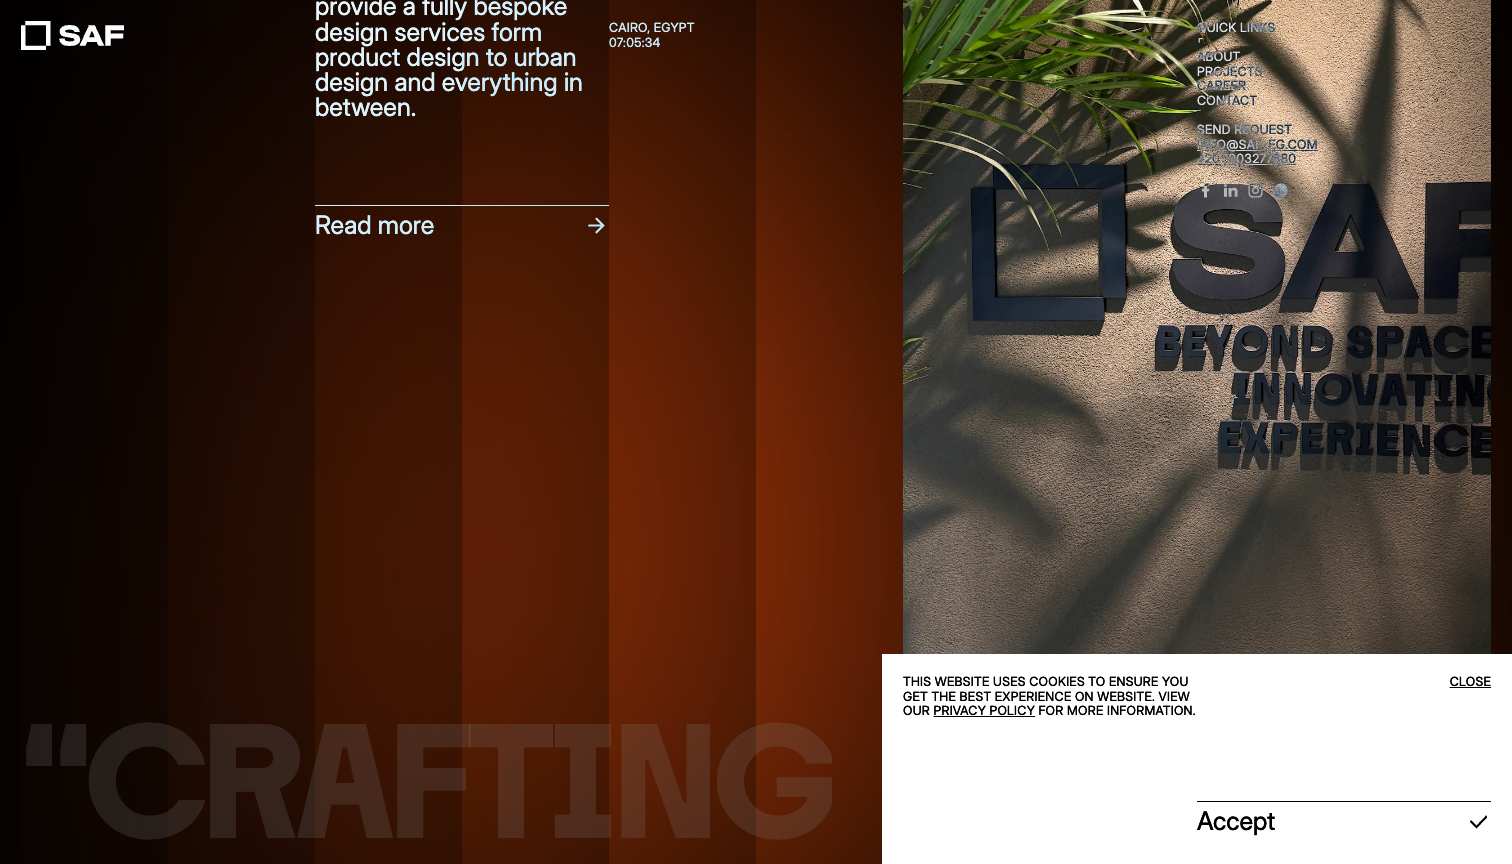 SAF
provide a fully bespoke
design services form
product design to urban
design and everything in
between.
Read more
CAIRO, EGYPT
07:05:34
QUICK LINKS
ABOUT
PROJECTS
CAREER
CONTACT
SEND REQUEST
SAF
BEYOND SPACE
INNOVATIN
EXPERIENCE
"CRAFTING
THIS WEBSITE USES COOKIES TO ENSURE YOU
GET THE BEST EXPERIENCE ON WEBSITE. VIEW
OUR PRIVACY POLICY FOR MORE INFORMATION.
CLOSE
Accept